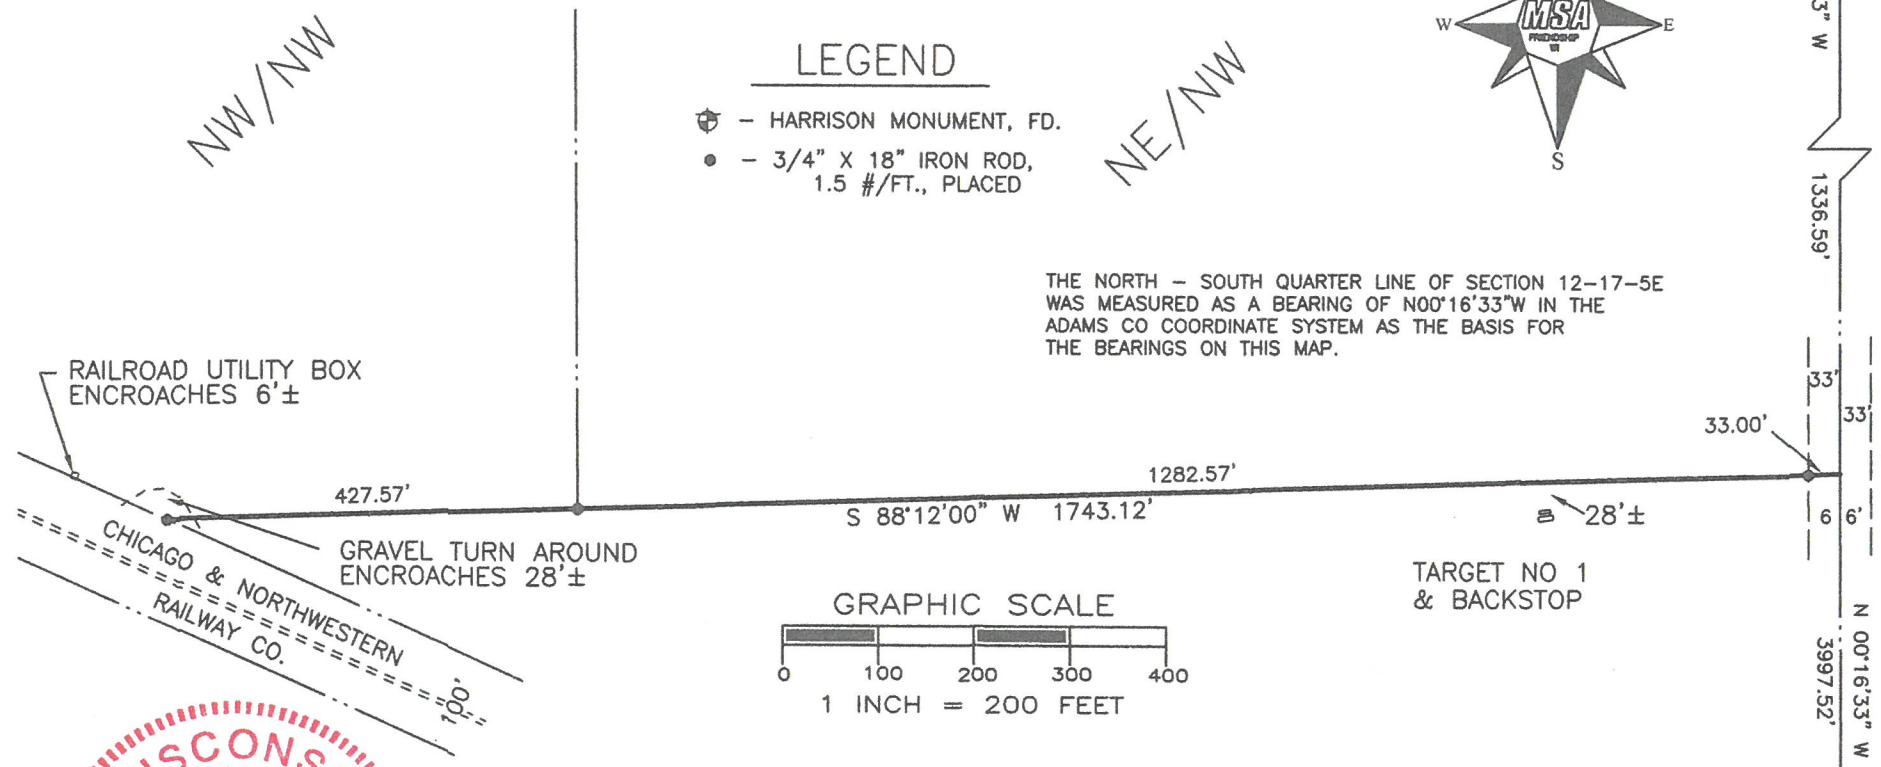 3" W
W
MSA
FRIENDSHIP
WI
E
S
NW/NW
LEGEND
– HARRISON MONUMENT, FD.
– 3/4" X 18" IRON ROD,
1.5 #/FT., PLACED
NE/NW
1336.59'
THE NORTH – SOUTH QUARTER LINE OF SECTION 12–17–5E
WAS MEASURED AS A BEARING OF N00°16'33"W IN THE
ADAMS CO COORDINATE SYSTEM AS THE BASIS FOR
THE BEARINGS ON THIS MAP.
RAILROAD UTILITY BOX
ENCROACHES 6'±
33'
33'
33.00'
427.57'
1282.57'
S 88°12'00" W 1743.12'
28'±
6 6'
GRAVEL TURN AROUND
ENCROACHES 28'±
CHICAGO & NORTHWESTERN
RAILWAY CO.
100'
TARGET NO 1
& BACKSTOP
GRAPHIC SCALE
0 100 200 300 400
1 INCH = 200 FEET
N 00°16'33" W
3997.52'
ISCONS